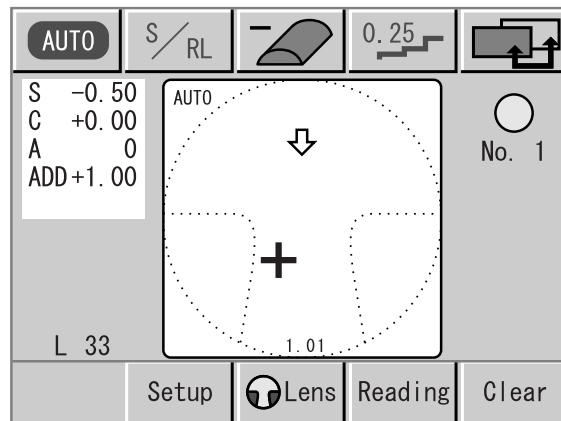 AUTO
S/RL
0.25
S -0.50
C +0.00
A 0
ADD+1.00
AUTO
No. 1
L 33
1.01
Setup
Lens
Reading
Clear